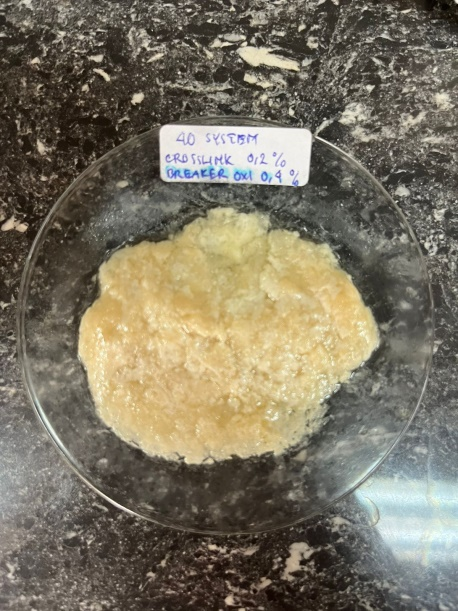 40 SYSTEM
CROSSLINK 0,2 %
BREAKER OXI 0,4 %